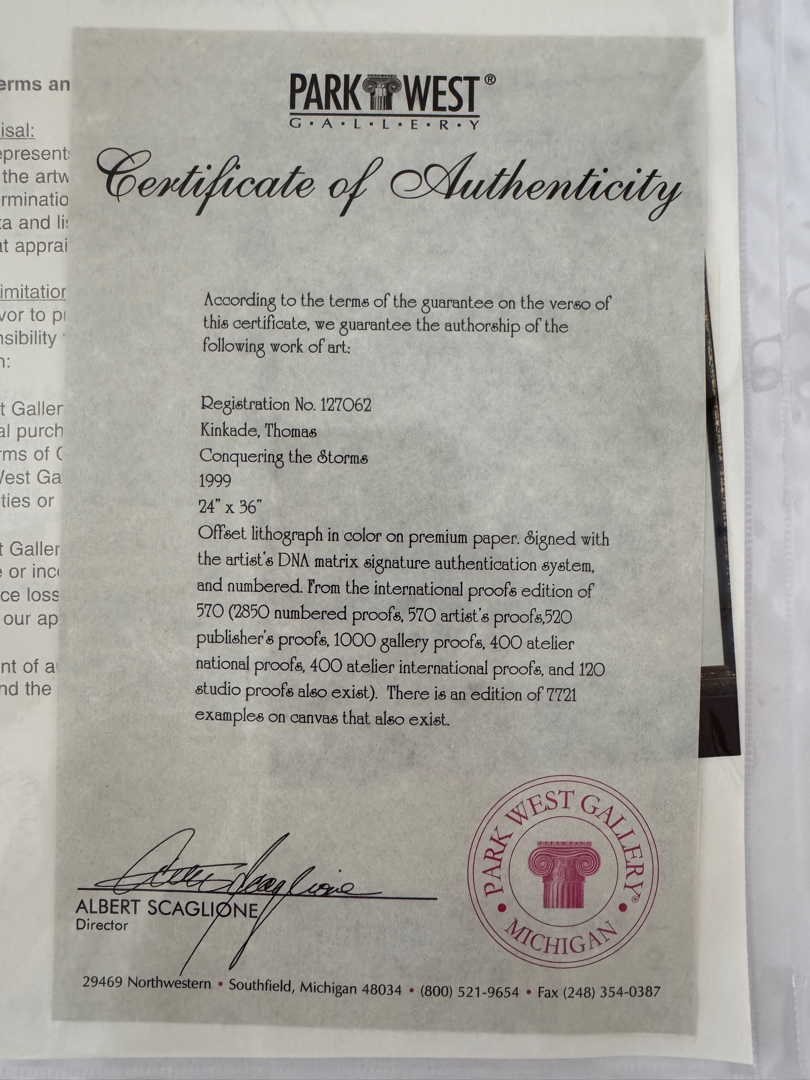 erms an
isal:
epresent
the artw
rminatio
a and li
at apprai
imitation
vor to p
nsibility
n:
t Galler
al purch
rms of
West Ga
ties or
t Galler
e or inc
ce loss
our ap
nt of a
nd the
PARK WEST®
G·A·L·L·E·R·Y
Certificate of Authenticity
According to the terms of the guarantee on the verso of
this certificate, we guarantee the authorship of the
following work of art:
Registration No. 127062
Kinkade, Thomas
Conquering the Storms
1999
24" x 36"
Offset lithograph in color on premium paper. Signed with
the artist's DNA matrix signature authentication system,
and numbered. From the international proofs edition of
570 (2850 numbered proofs, 570 artist's proofs,520
publisher's proofs, 1000 gallery proofs, 400 atelier
national proofs, 400 atelier international proofs, and 120
studio proofs also exist). There is an edition of 7721
examples on canvas that also exist.
ALBERT SCAGLIONE
Director
PARK WEST GALLERY®
• MICHIGAN •
29469 Northwestern • Southfield, Michigan 48034 • (800) 521-9654 • Fax (248) 354-0387